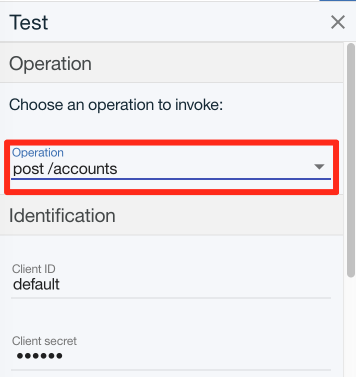 Test
Operation
Choose an operation to invoke:
Operation
post /accounts
Identification
Client ID
default
Client secret
••••••